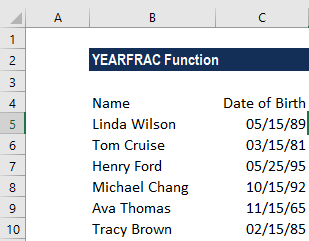 A B C
1
2 YEARFRAC Function
3
4 Name Date of Birth
5 Linda Wilson 05/15/89
6 Tom Cruise 03/15/81
7 Henry Ford 05/25/95
8 Michael Chang 10/15/92
9 Ava Thomas 11/15/65
10 Tracy Brown 02/15/85